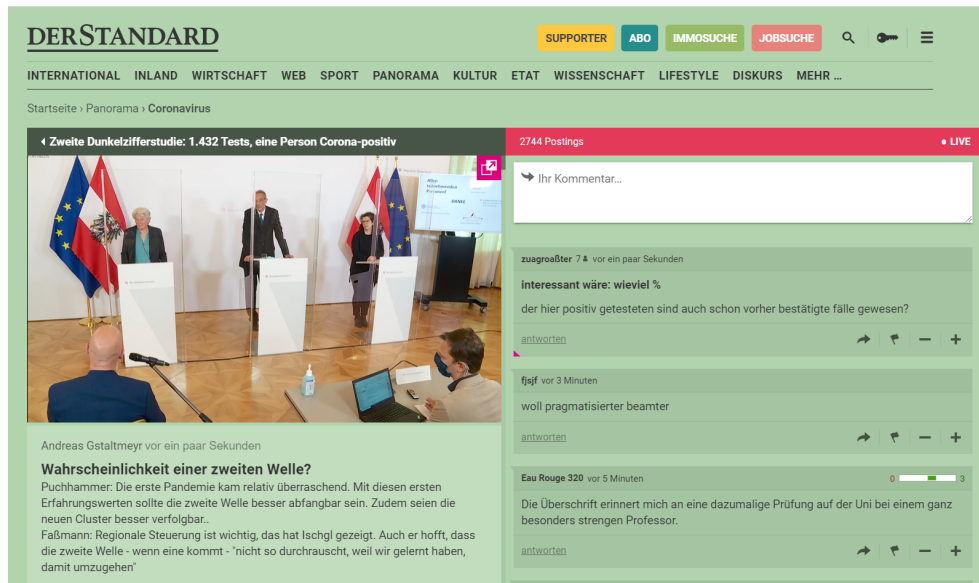 DERSTANDARD
SUPPORTER
ABO
IMMOSUCHE
JOBSUCHE
INTERNATIONAL INLAND WIRTSCHAFT WEB SPORT PANORAMA KULTUR ETAT WISSENSCHAFT LIFESTYLE DISKURS MEHR ...
Startseite › Panorama › Coronavirus
Zweite Dunkelzifferstudie: 1.432 Tests, eine Person Corona-positiv
Andreas Gstaltmeyr vor ein paar Sekunden
Wahrscheinlichkeit einer zweiten Welle?
Puchhammer: Die erste Pandemie kam relativ überraschend. Mit diesen ersten
Erfahrungswerten sollte die zweite Welle besser abfangbar sein. Zudem seien die
neuen Cluster besser verfolgbar..
Faßmann: Regionale Steuerung ist wichtig, das hat Ischgl gezeigt. Auch er hofft, dass
die zweite Welle - wenn eine kommt - "nicht so durchrauscht, weil wir gelernt haben,
damit umzugehen"
2744 Postings
LIVE
Ihr Kommentar...
zuagroaßter 7 vor ein paar Sekunden
interessant wäre: wieviel %
der hier positiv getesteten sind auch schon vorher bestätigte fälle gewesen?
antworten
fjsjf vor 3 Minuten
woll pragmatisierter beamter
antworten
Eau Rouge 320 vor 5 Minuten
0 3
Die Überschrift erinnert mich an eine dazumalige Prüfung auf der Uni bei einem ganz
besonders strengen Professor.
antworten